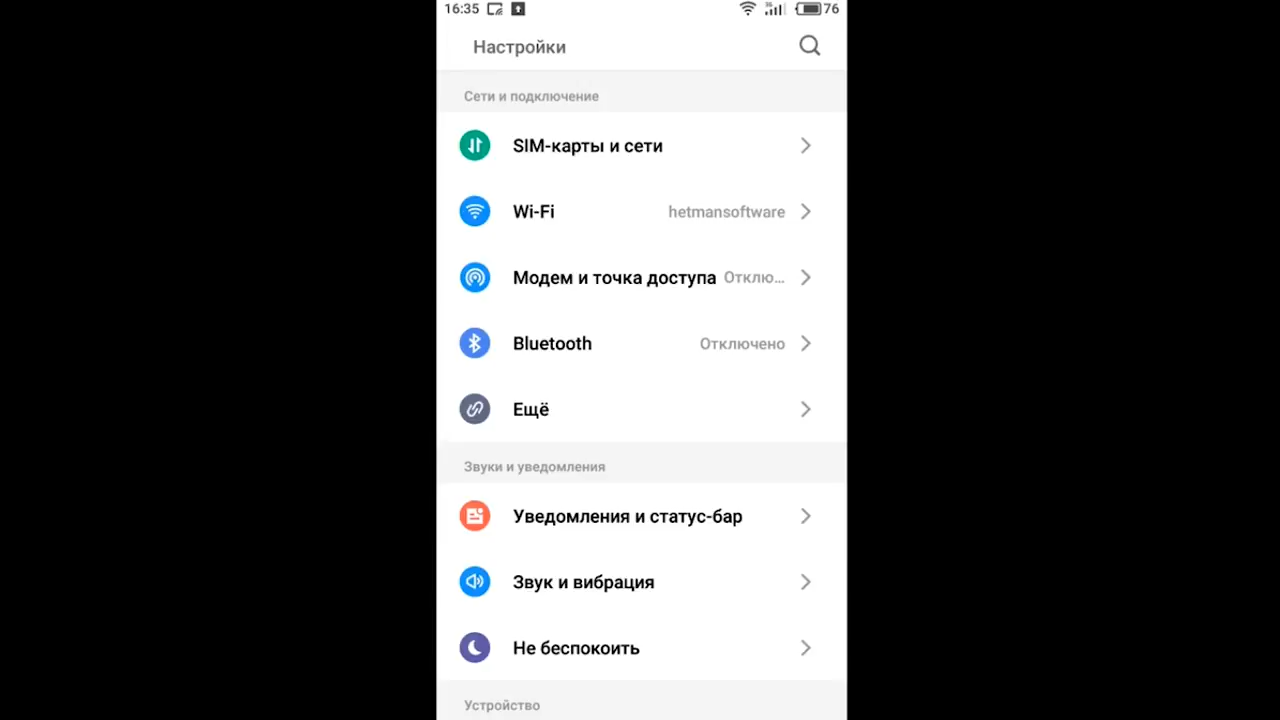 16:35 76
Настройки
Сети и подключение
SIM-карты и сети
Wi-Fi hetmansoftware
Модем и точка доступа Отклю...
Bluetooth Отключено
Ещё
Звуки и уведомления
Уведомления и статус-бар
Звук и вибрация
Не беспокоить
Устройство